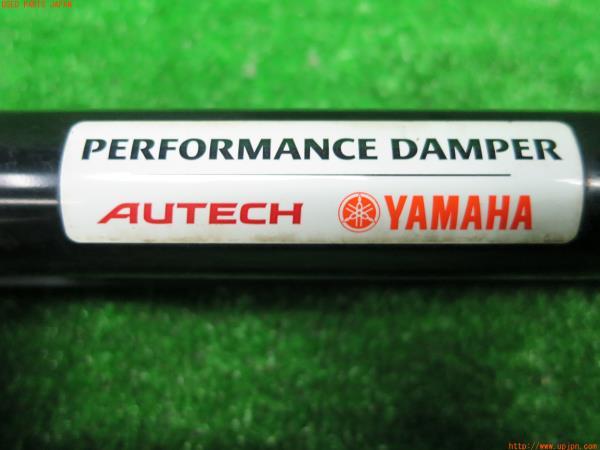 USED PARTS JAPAN
PERFORMANCE DAMPER
AUTECH YAMAHA
http://www.upjpn.com